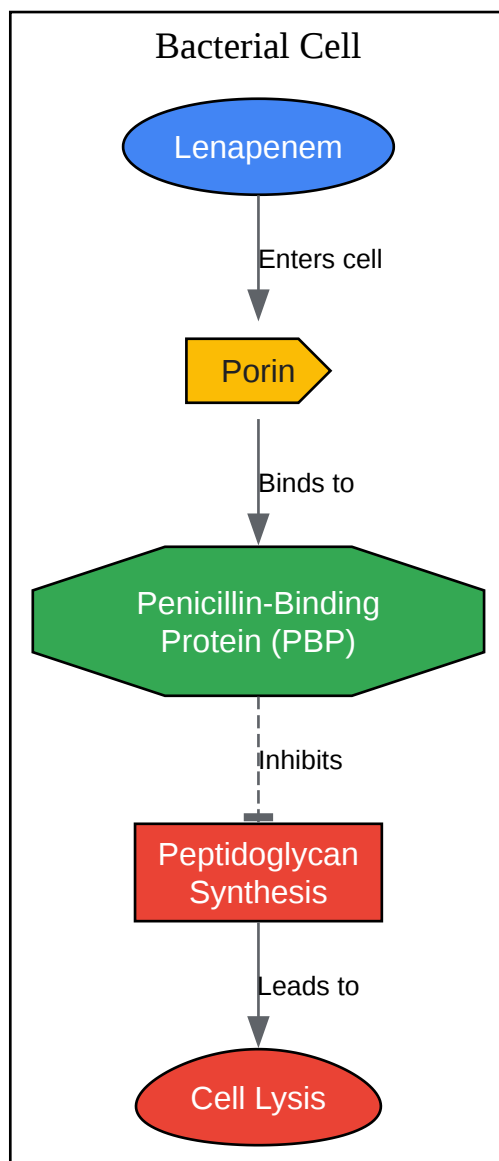 Bacterial Cell
Lenapenem
Enters cell
Porin
Binds to
Penicillin-Binding
Protein (PBP)
Inhibits
Peptidoglycan
Synthesis
Leads to
Cell Lysis